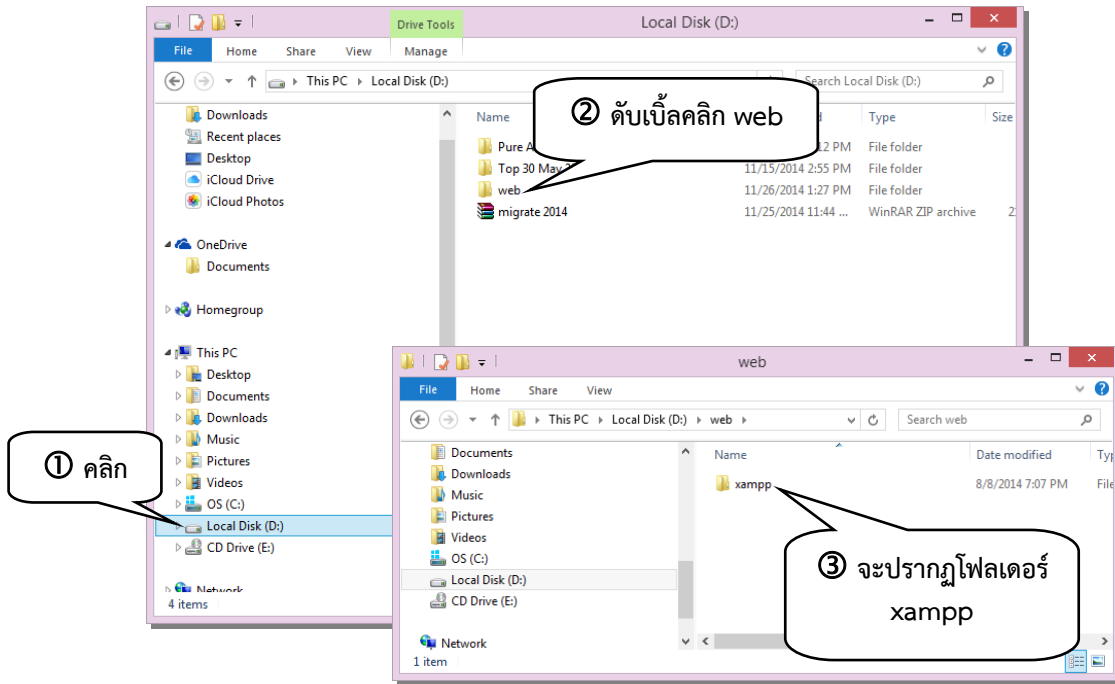 Drive Tools
Local Disk (D:)
File Home Share View Manage
This PC Local Disk (D:)
Search Local Disk (D:)
Downloads
Recent places
Desktop
iCloud Drive
iCloud Photos
OneDrive
Documents
Homegroup
This PC
Desktop
Documents
Downloads
Music
Pictures
Videos
OS (C:)
Local Disk (D:)
CD Drive (E:)
Network
4 items
Name Type Size
Pure PM File folder
Top 30 May 11/15/2014 2:55 PM File folder
web 11/26/2014 1:27 PM File folder
migrate 2014 11/25/2014 11:44 ... WinRAR ZIP archive
② ดับเบิ้ลคลิก web
① คลิก
web
File Home Share View
This PC Local Disk (D:) web
Search web
Documents
Downloads
Music
Pictures
Videos
OS (C:)
Local Disk (D:)
CD Drive (E:)
Network
1 item
Name Date modified
xampp 8/8/2014 7:07 PM
③ จะปรากฏโฟลเดอร์
xampp